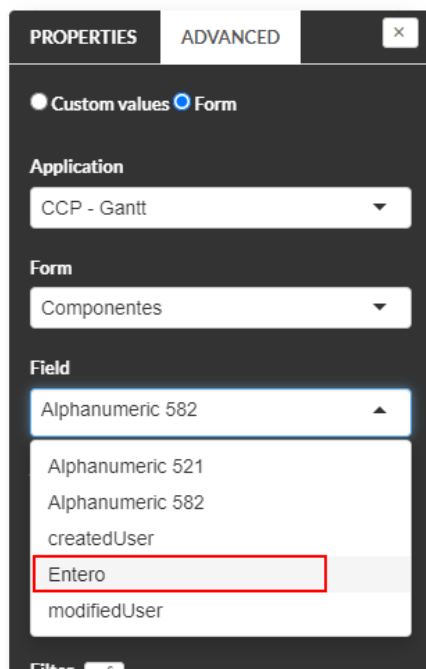 PROPERTIES ADVANCED ×
Custom values Form
Application
CCP - Gantt
Form
Componentes
Field
Alphanumeric 582
Alphanumeric 521
Alphanumeric 582
createdUser
Entero
modifiedUser
Filter